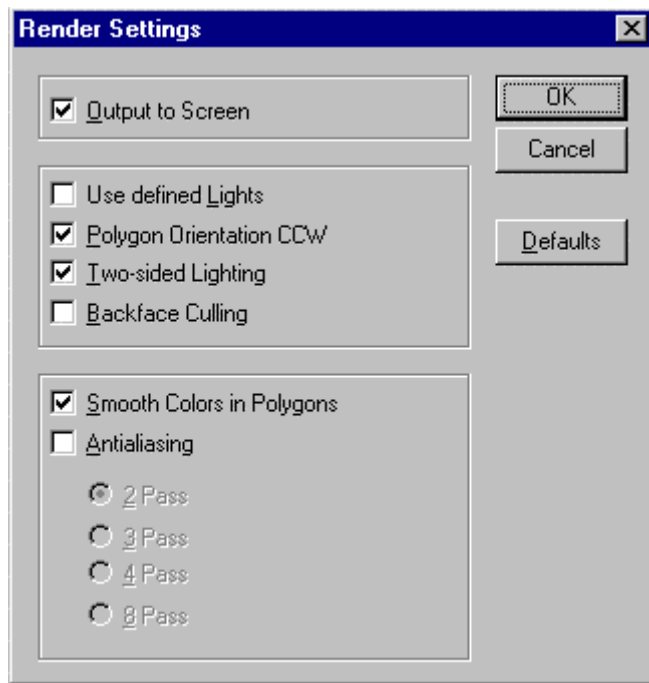 Render Settings
Output to Screen
OK
Cancel
Use defined Lights
Polygon Orientation CCW
Two-sided Lighting
Backface Culling
Defaults
Smooth Colors in Polygons
Antialiasing
2 Pass
3 Pass
4 Pass
8 Pass